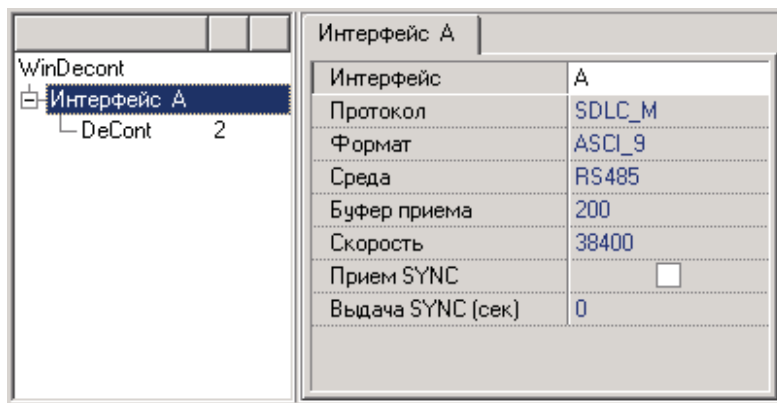 WinDecont
Интерфейс А
DeCont 2
Интерфейс А
Интерфейс А
Протокол SDLC_M
Формат ASCI_9
Среда RS485
Буфер приема 200
Скорость 38400
Прием SYNC
Выдача SYNC (сек) 0